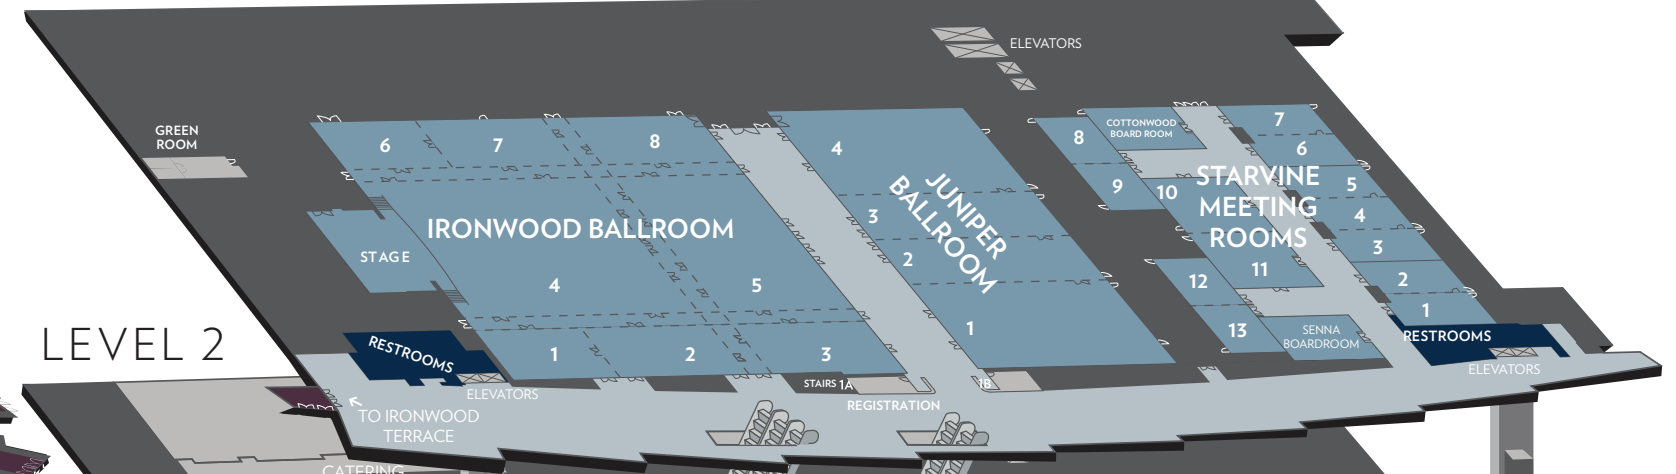 ELEVATORS
GREEN
ROOM
6
7
8
4
8
COTTONWOOD
BOARD ROOM
7
6
5
4
3
2
1
9
10
STARVINE
MEETING
ROOMS
11
12
13
SENNA
BOARDROOM
JUNIPER
BALLROOM
3
2
1
IRONWOOD BALLROOM
STAGE
4
5
1
2
3
LEVEL 2
RESTROOMS
ELEVATORS
STAIRS 1A
1B
REGISTRATION
RESTROOMS
ELEVATORS
TO IRONWOOD
TERRACE
CATERING